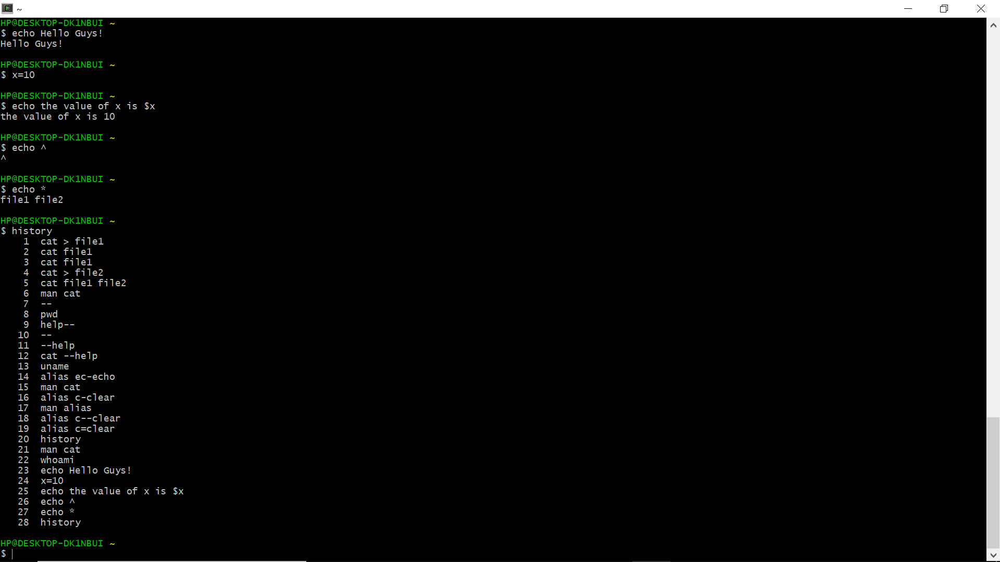 ~
HP@DESKTOP-DK1NBUI ~
$ echo Hello Guys!
Hello Guys!
HP@DESKTOP-DK1NBUI ~
$ x=10
HP@DESKTOP-DK1NBUI ~
$ echo the value of x is $x
the value of x is 10
HP@DESKTOP-DK1NBUI ~
$ echo ^
^
HP@DESKTOP-DK1NBUI ~
$ echo *
file1 file2
HP@DESKTOP-DK1NBUI ~
$ history
1 cat > file1
2 cat file1
3 cat file1
4 cat > file2
5 cat file1 file2
6 man cat
7 --
8 pwd
9 help--
10 --
11 --help
12 cat --help
13 uname
14 alias ec-echo
15 man cat
16 alias c-clear
17 man alias
18 alias c--clear
19 alias c=clear
20 history
21 man cat
22 whoami
23 echo Hello Guys!
24 x=10
25 echo the value of x is $x
26 echo ^
27 echo *
28 history
HP@DESKTOP-DK1NBUI ~
$